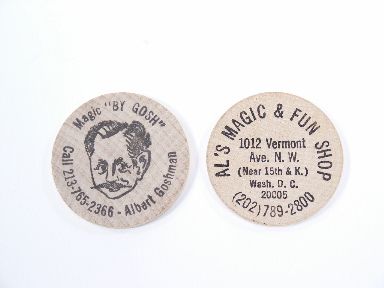 Magic "BY GOSH"
Call 213-765-2366 - Albert Goshman
AL'S MAGIC & FUN SHOP
1012 Vermont
Ave. N. W.
(Near 15th & K.)
Wash. D. C.
20005
(202)789-2800